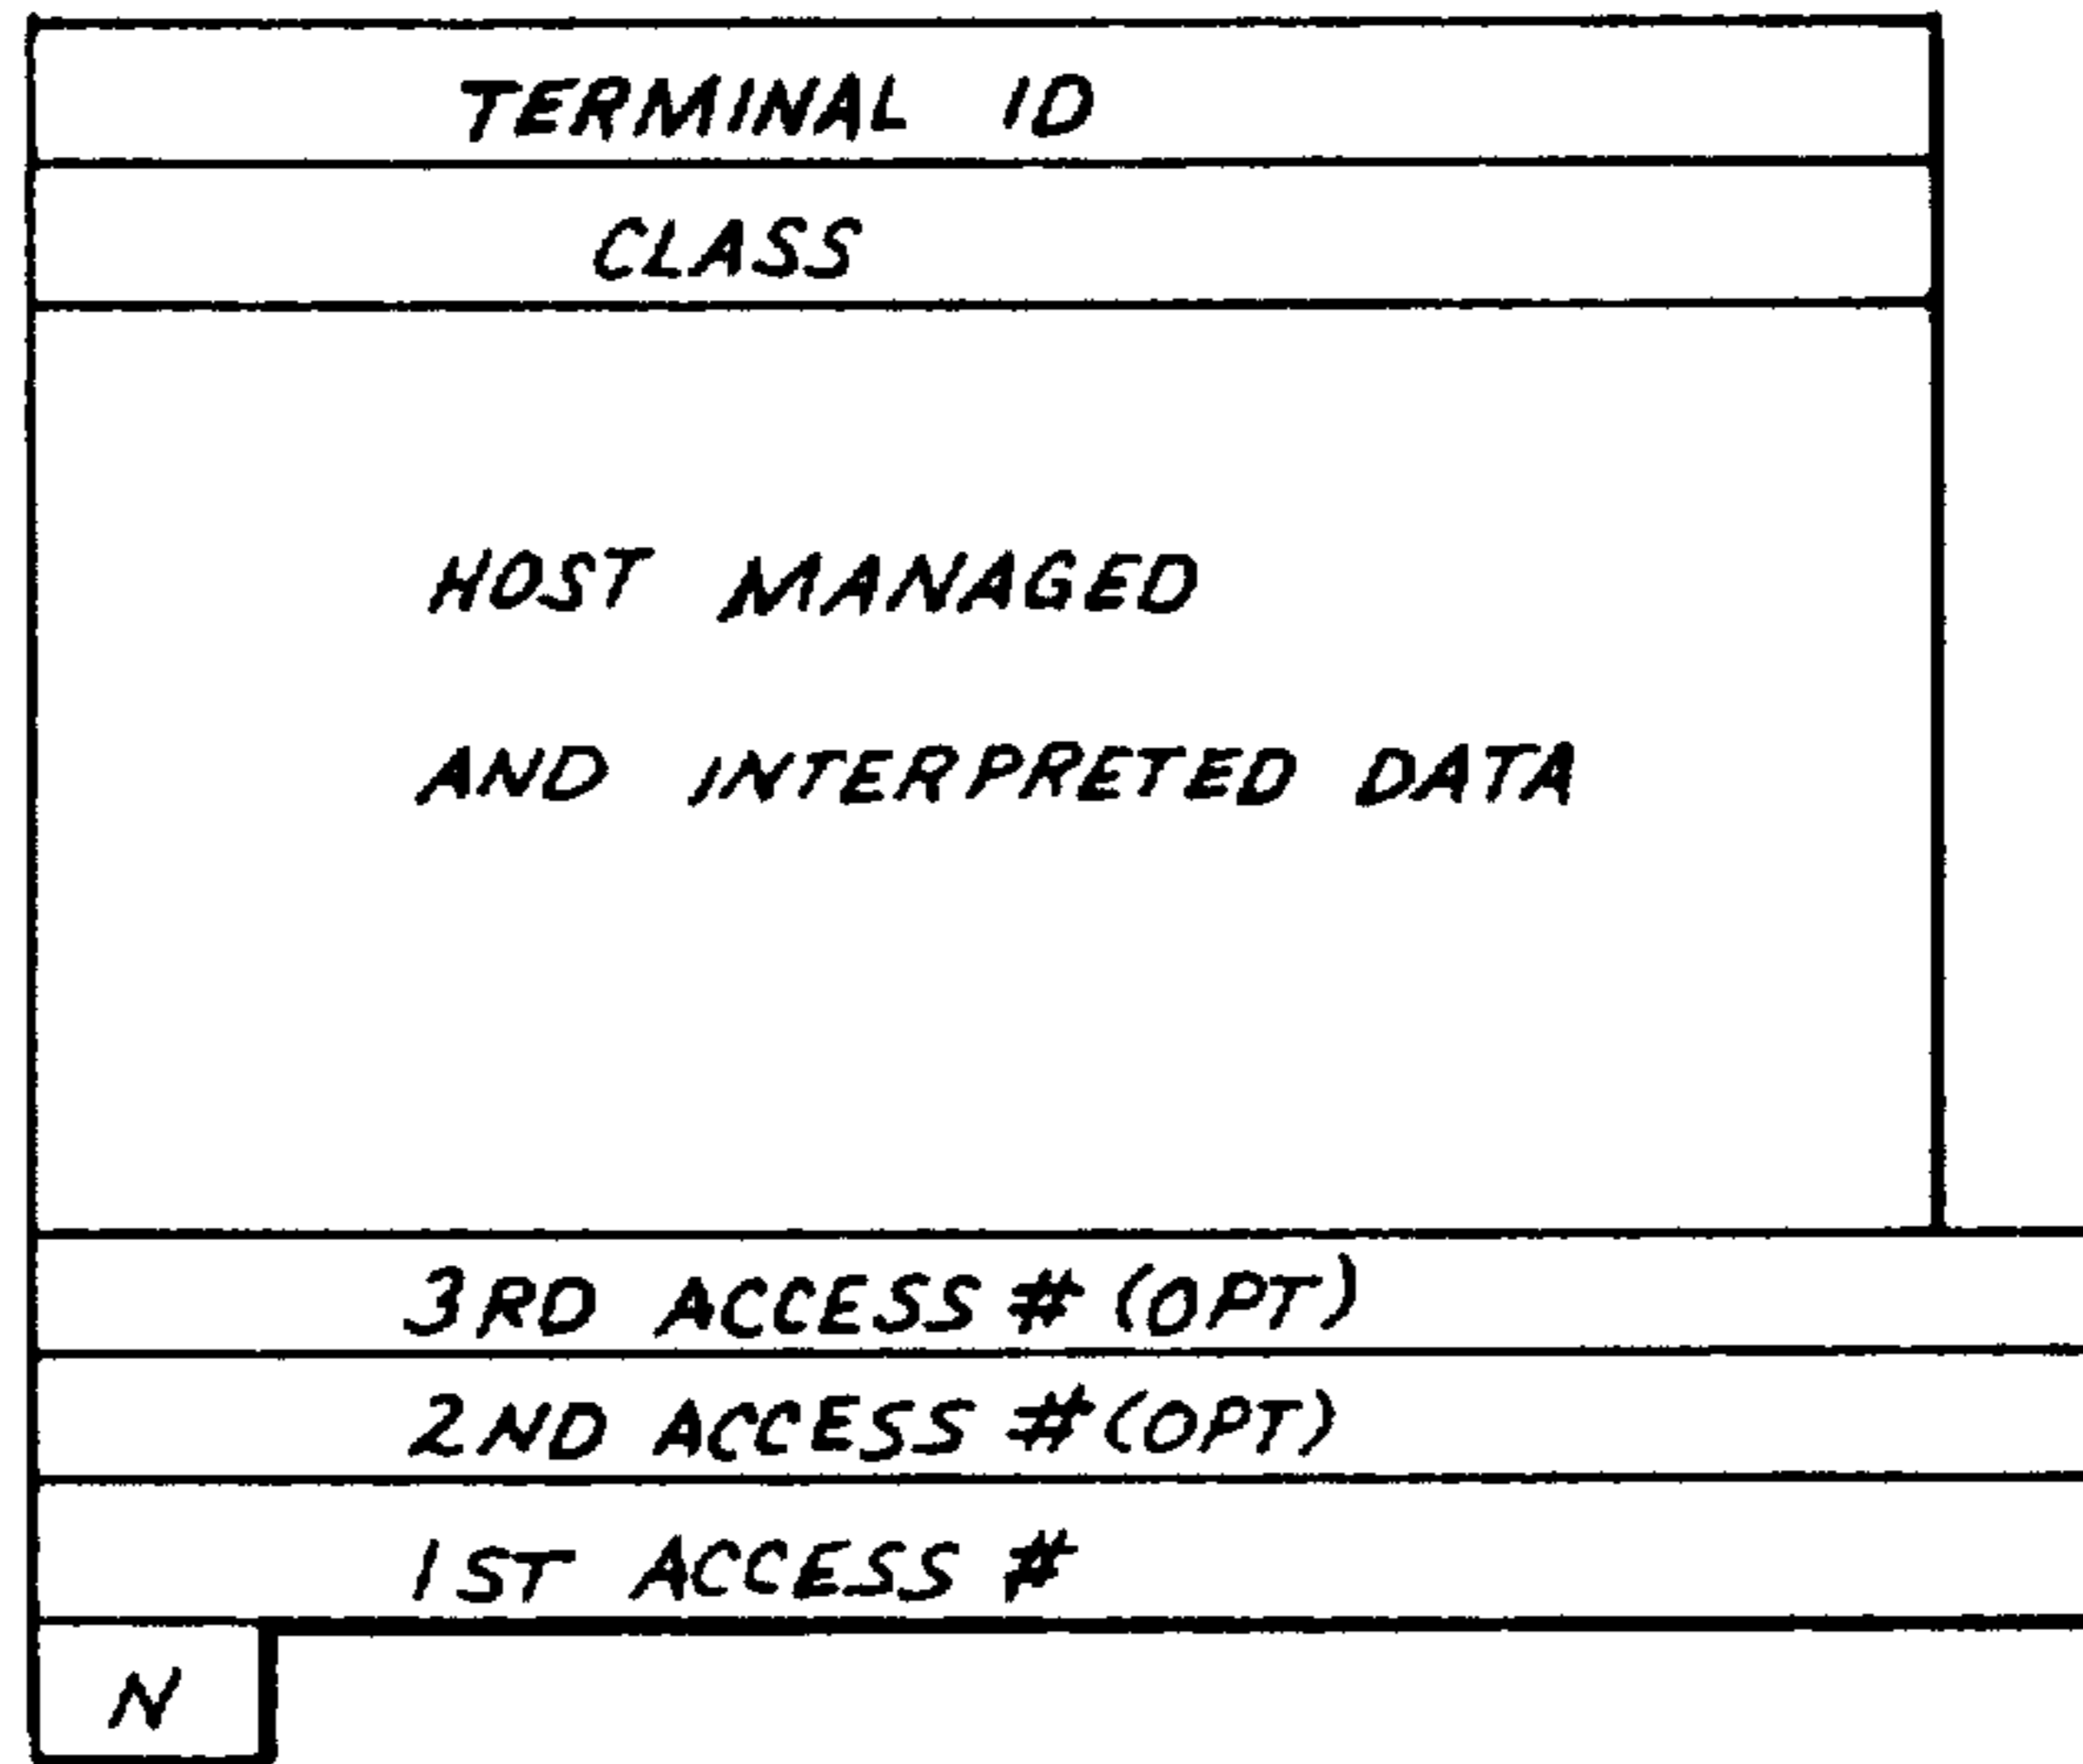 TERMINAL ID
CLASS
HOST MANAGED
AND INTERPRETED DATA
3RD ACCESS # (OPT)
2ND ACCESS # (OPT)
1ST ACCESS #
N